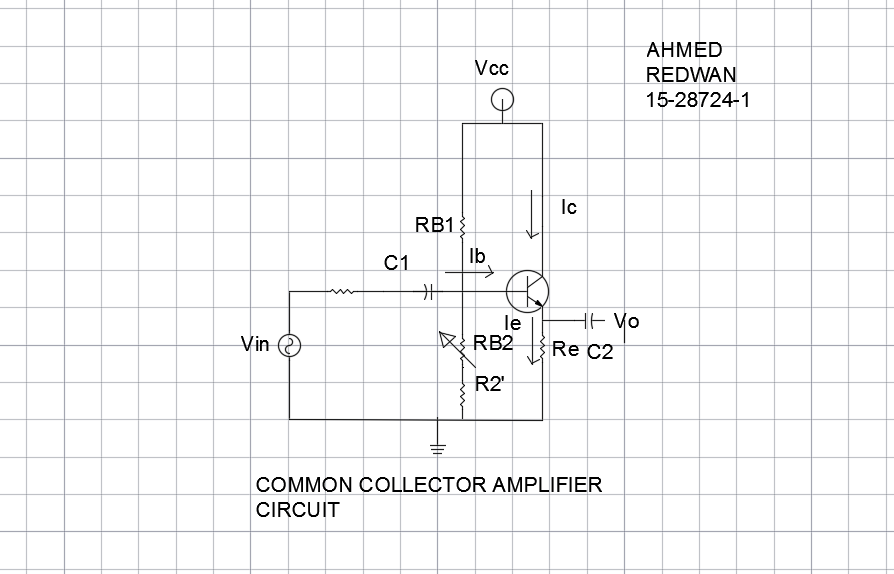 AHMED
REDWAN
15-28724-1
Vcc
Ic
RB1
Ib
C1
Ie
Vo
Vin
RB2
Re C2
R2'
COMMON COLLECTOR AMPLIFIER
CIRCUIT